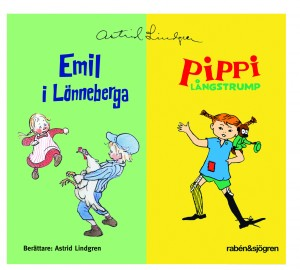 Astrid Lindgren
Emil
i Lönneberga
Berättare: Astrid Lindgren
PiPPi
LÅNGSTRUMP
rabén&sjögren